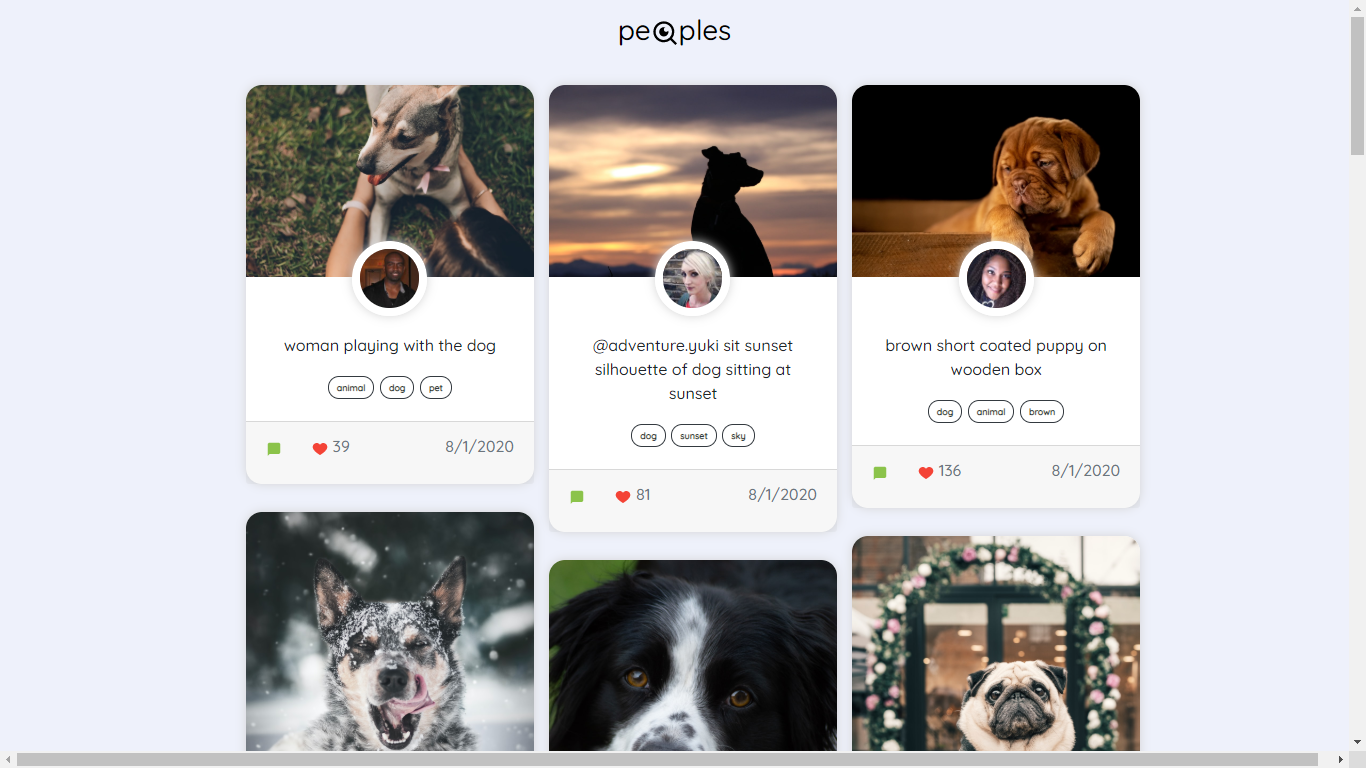 peoples
woman playing with the dog
animal dog pet
39 8/1/2020
@adventure.yuki sit sunset
silhouette of dog sitting at
sunset
dog sunset sky
81 8/1/2020
brown short coated puppy on
wooden box
dog animal brown
136 8/1/2020